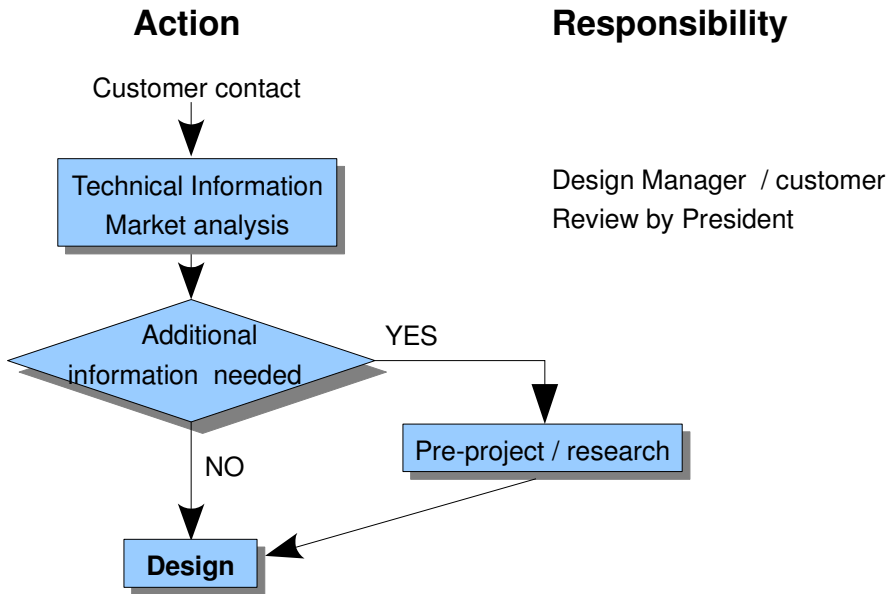 Action
Responsibility
Customer contact
Technical Information
Market analysis
Design Manager / customer
Review by President
Additional
information needed
YES
Pre-project / research
NO
Design